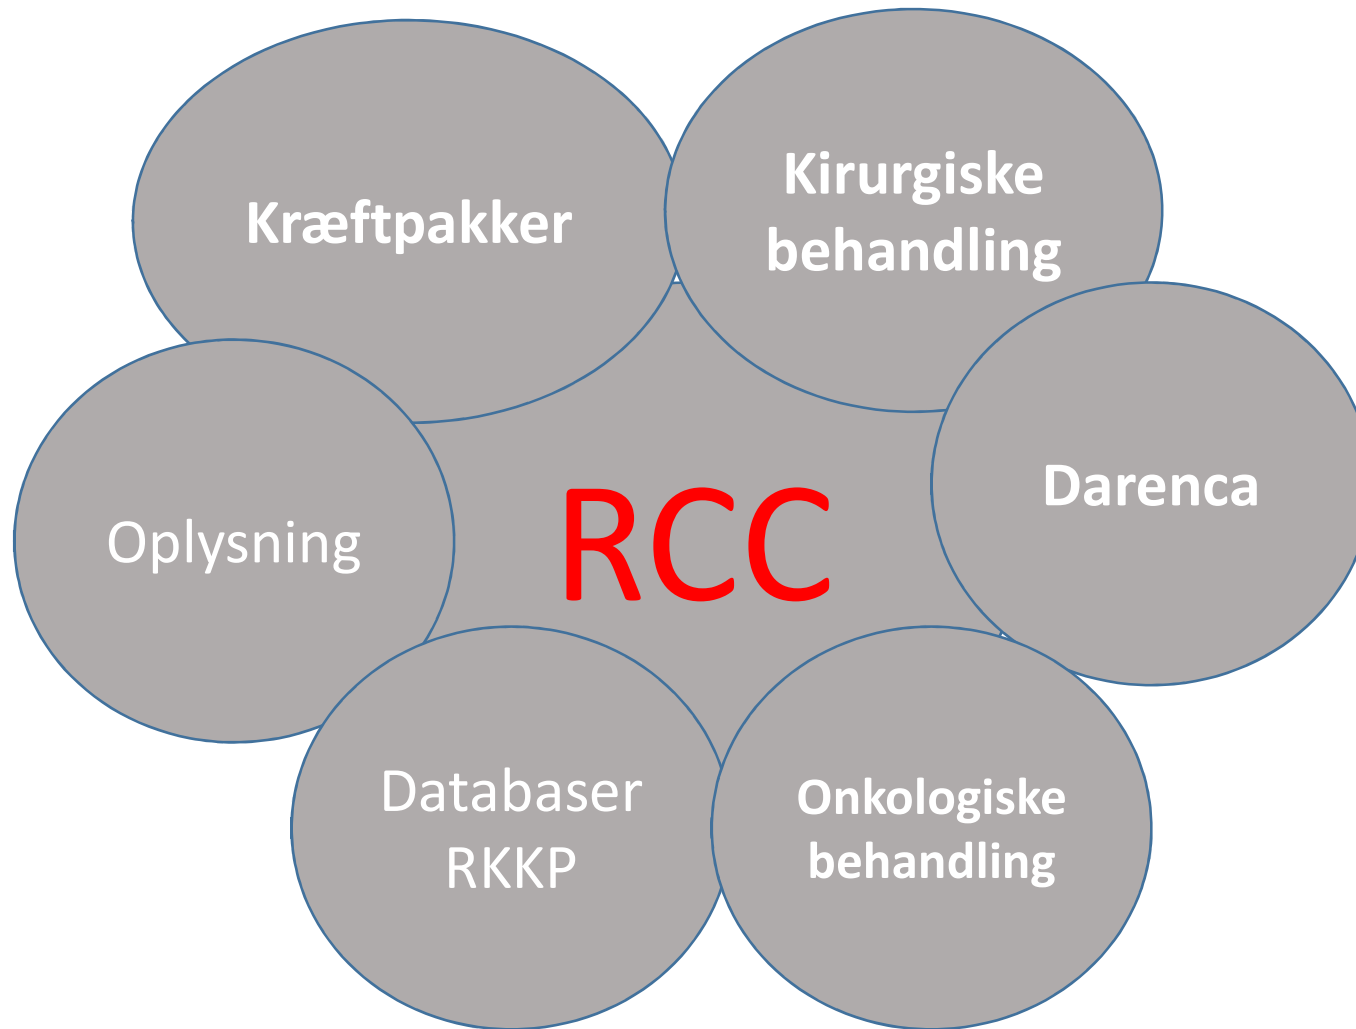 Kræftpakker
Kirurgiske
behandling
Darenca
Oplysning
RCC
Databaser
RKKP
Onkologiske
behandling